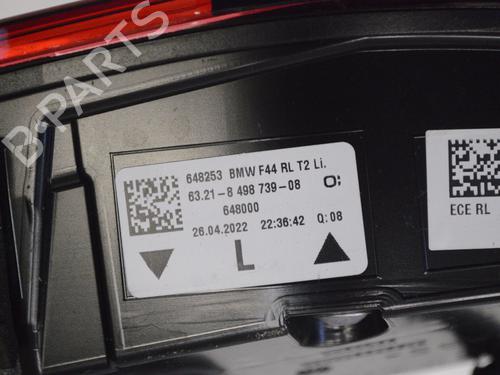 B-PARTS
648253 BMW F44 RL T2 Li.
63.21-8 498 739-08 O;
648000
26.04.2022 22:36:42 Q:08
L
ECE RL